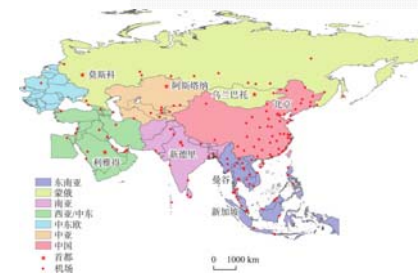 莫斯科
阿斯塔纳
乌兰巴托
北京
利雅得
新德里
曼谷
新加坡
东南亚
蒙俄
南亚
西亚/中东
中东欧
中亚
中国
首都
机场
0 1000 km